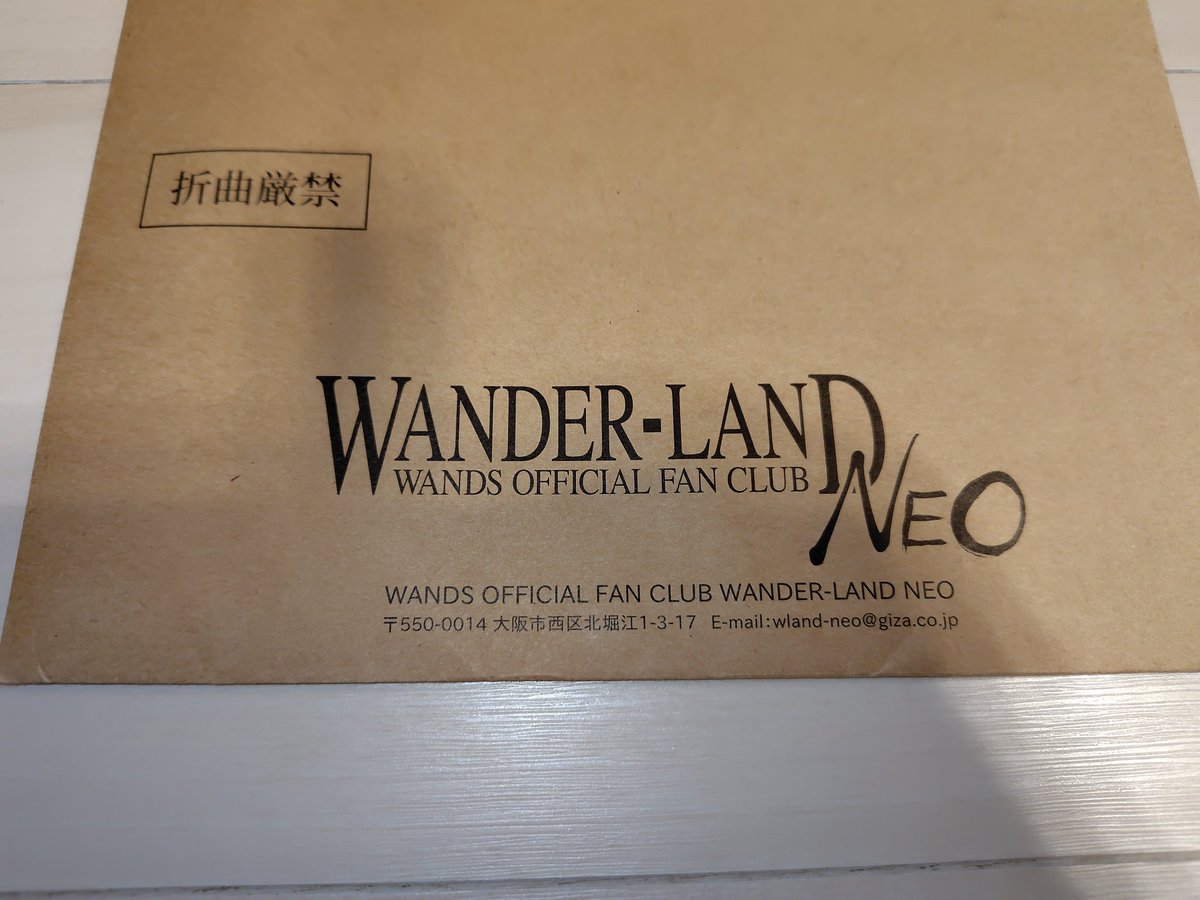 折曲厳禁
WANDER-LAND
WANDS OFFICIAL FAN CLUB
NEO
WANDS OFFICIAL FAN CLUB WANDER-LAND NEO
〒550-0014 大阪市西区北堀江1-3-17 E-mail:wland-neo@giza.co.jp